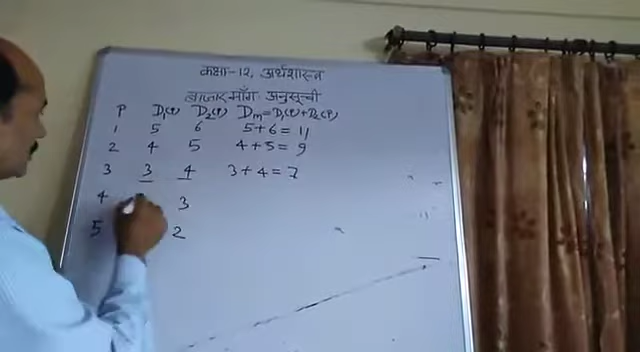 कक्षा-12, अर्थशास्त्र
बाजार माँग अनुसूची
P D₁(P) D₂(P) Dm=D₁(P)+D₂(P)
1 5 6 5+6=11
2 4 5 4+5=9
3 3 4 3+4=7
4 3
5 2